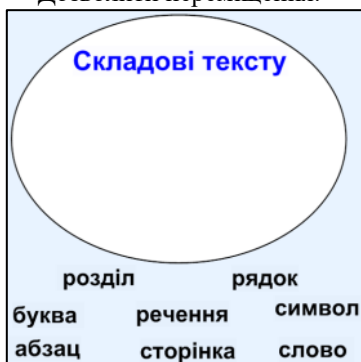 Складові тексту
розділ рядок
буква речення символ
абзац сторінка слово